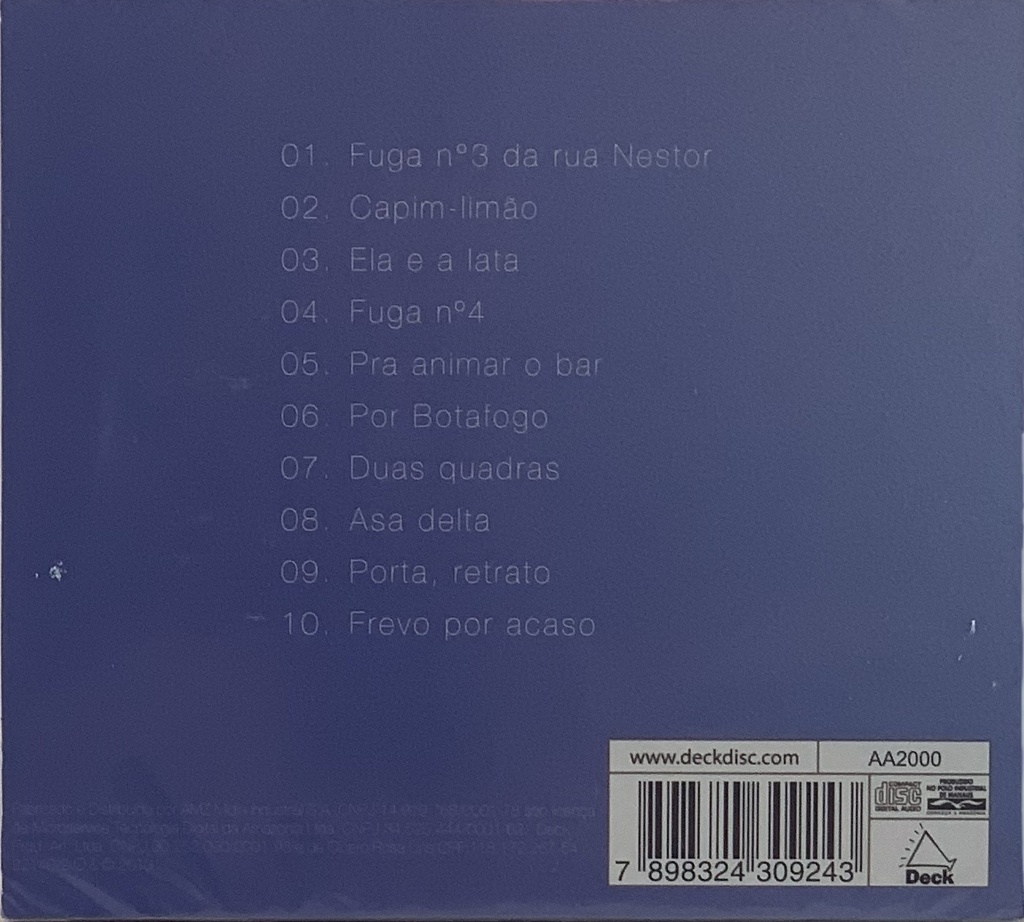 01. Fuga nº3 da rua Nestor
02. Capim-limão
03. Ela e a lata
04. Fuga nº4
05. Pra animar o bar
06. Por Botafogo
07. Duas quadras
08. Asa delta
09. Porta, retrato
10. Frevo por acaso
www.deckdisc.com AA2000
COMPACT
disc
DIGITAL AUDIO
PRODUZIDO
NO POLO INDUSTRIAL
DE MANAUS
CONHEÇA A AMAZÔNIA
Deck
7 898324 309243